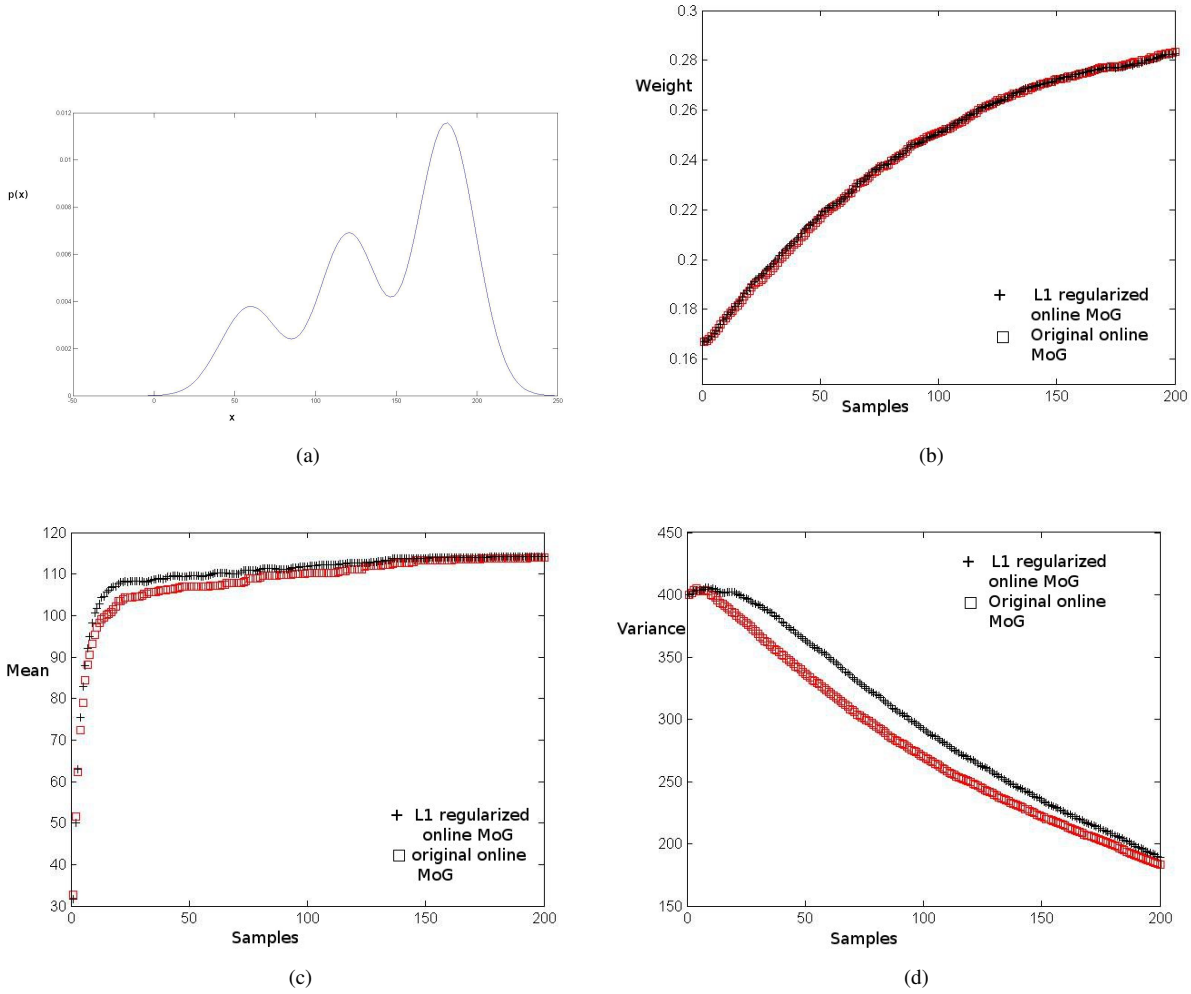 0.012
0.01
0.008
p(x)
0.006
0.004
0.002
0
-50 0 50 100 150 200 250
x
(a)
0.3
0.28
Weight
0.26
0.24
0.22
0.2
0.18
0.16
L1 regularized
online MoG
Original online
MoG
0 50 100 150 200
Samples
(b)
120
110
100
90
Mean
80
70
60
50
40
30
L1 regularized
online MoG
original online
MoG
0 50 100 150 200
Samples
(c)
450
400
Variance
350
300
250
200
150
L1 regularized
online MoG
Original online
MoG
0 50 100 150 200
Samples
(d)